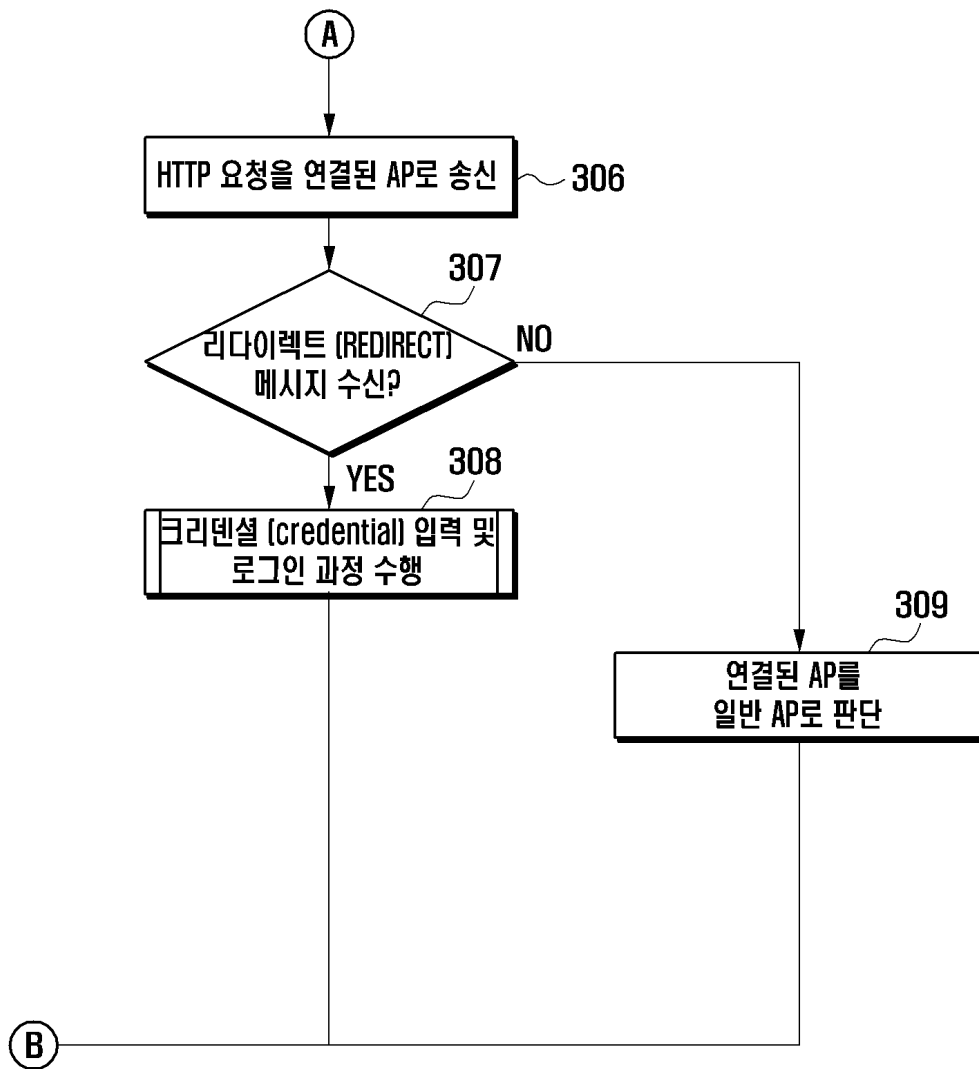 A
HTTP 요청을 연결된 AP로 송신
306
307
리다이렉트 (REDIRECT)
메시지 수신?
NO
YES
308
크리덴셜 (credential) 입력 및
로그인 과정 수행
309
연결된 AP를
일반 AP로 판단
B